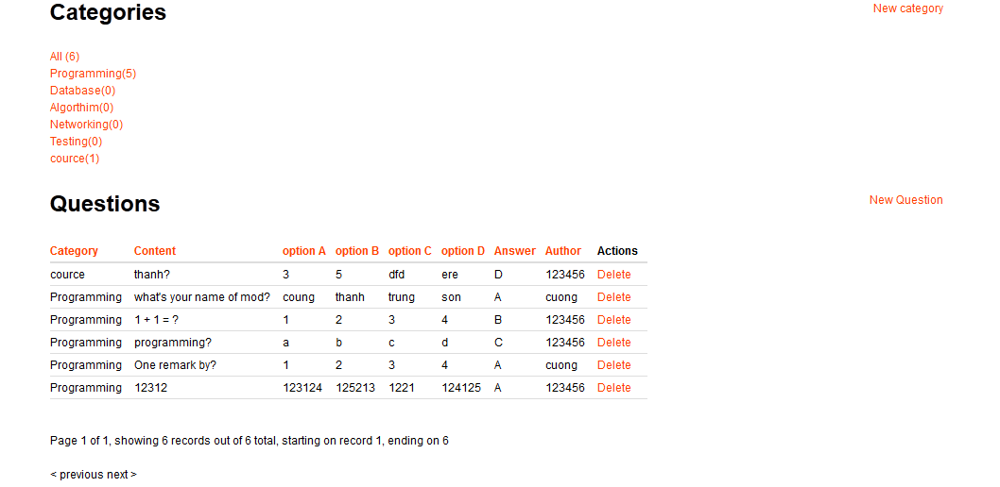 Categories New category
All (6)
Programming(5)
Database(0)
Algorthim(0)
Networking(0)
Testing(0)
cource(1)
Questions New Question
Category Content option A option B option C option D Answer Author Actions
cource thanh? 3 5 dfd ere D 123456 Delete
Programming what's your name of mod? coung thanh trung son A cuong Delete
Programming 1 + 1 = ? 1 2 3 4 B 123456 Delete
Programming programming? a b c d C 123456 Delete
Programming One remark by? 1 2 3 4 A cuong Delete
Programming 12312 123124 125213 1221 124125 A 123456 Delete
Page 1 of 1, showing 6 records out of 6 total, starting on record 1, ending on 6
< previous next >